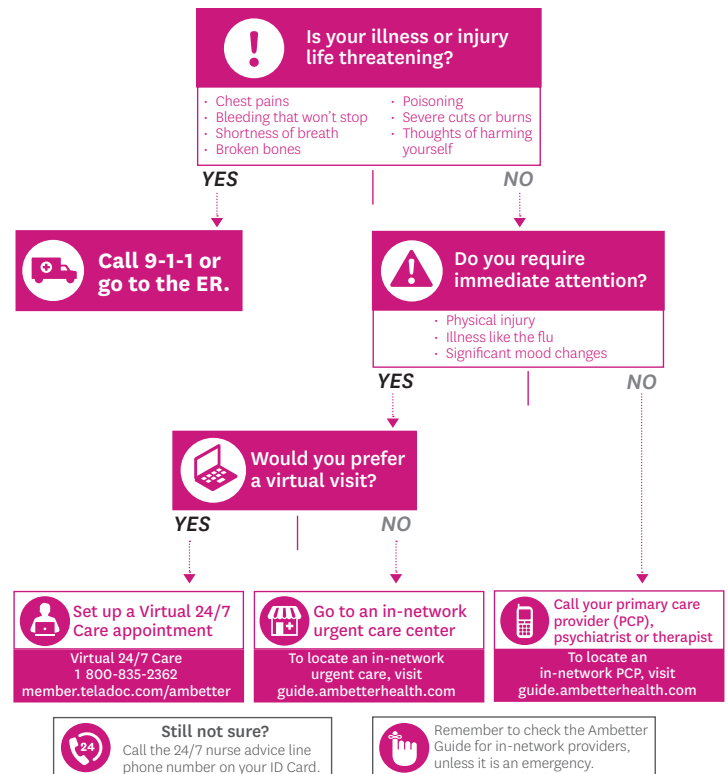 Is your illness or injury
life threatening?
· Chest pains
· Bleeding that won't stop
· Shortness of breath
· Broken bones
· Poisoning
· Severe cuts or burns
· Thoughts of harming
yourself
YES
NO
Call 9-1-1 or
go to the ER.
Do you require
immediate attention?
· Physical injury
· Illness like the flu
· Significant mood changes
YES
NO
Would you prefer
a virtual visit?
YES
NO
Set up a Virtual 24/7
Care appointment
Virtual 24/7 Care
1 800-835-2362
member.teladoc.com/ambetter
Go to an in-network
urgent care center
To locate an in-network
urgent care, visit
guide.ambetterhealth.com
Call your primary care
provider (PCP),
psychiatrist or therapist
To locate an
in-network PCP, visit
guide.ambetterhealth.com
24
Still not sure?
Call the 24/7 nurse advice line
phone number on your ID Card.
Remember to check the Ambetter
Guide for in-network providers,
unless it is an emergency.